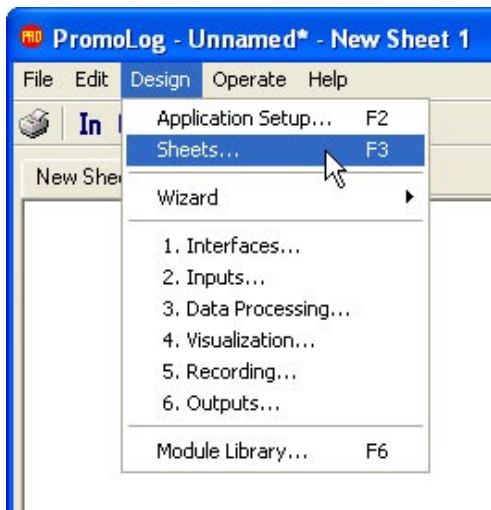 PRO PromoLog - Unnamed* - New Sheet 1
File Edit Design Operate Help
In
Application Setup... F2
Sheets... F3
New She
Wizard
1. Interfaces...
2. Inputs...
3. Data Processing...
4. Visualization...
5. Recording...
6. Outputs...
Module Library... F6